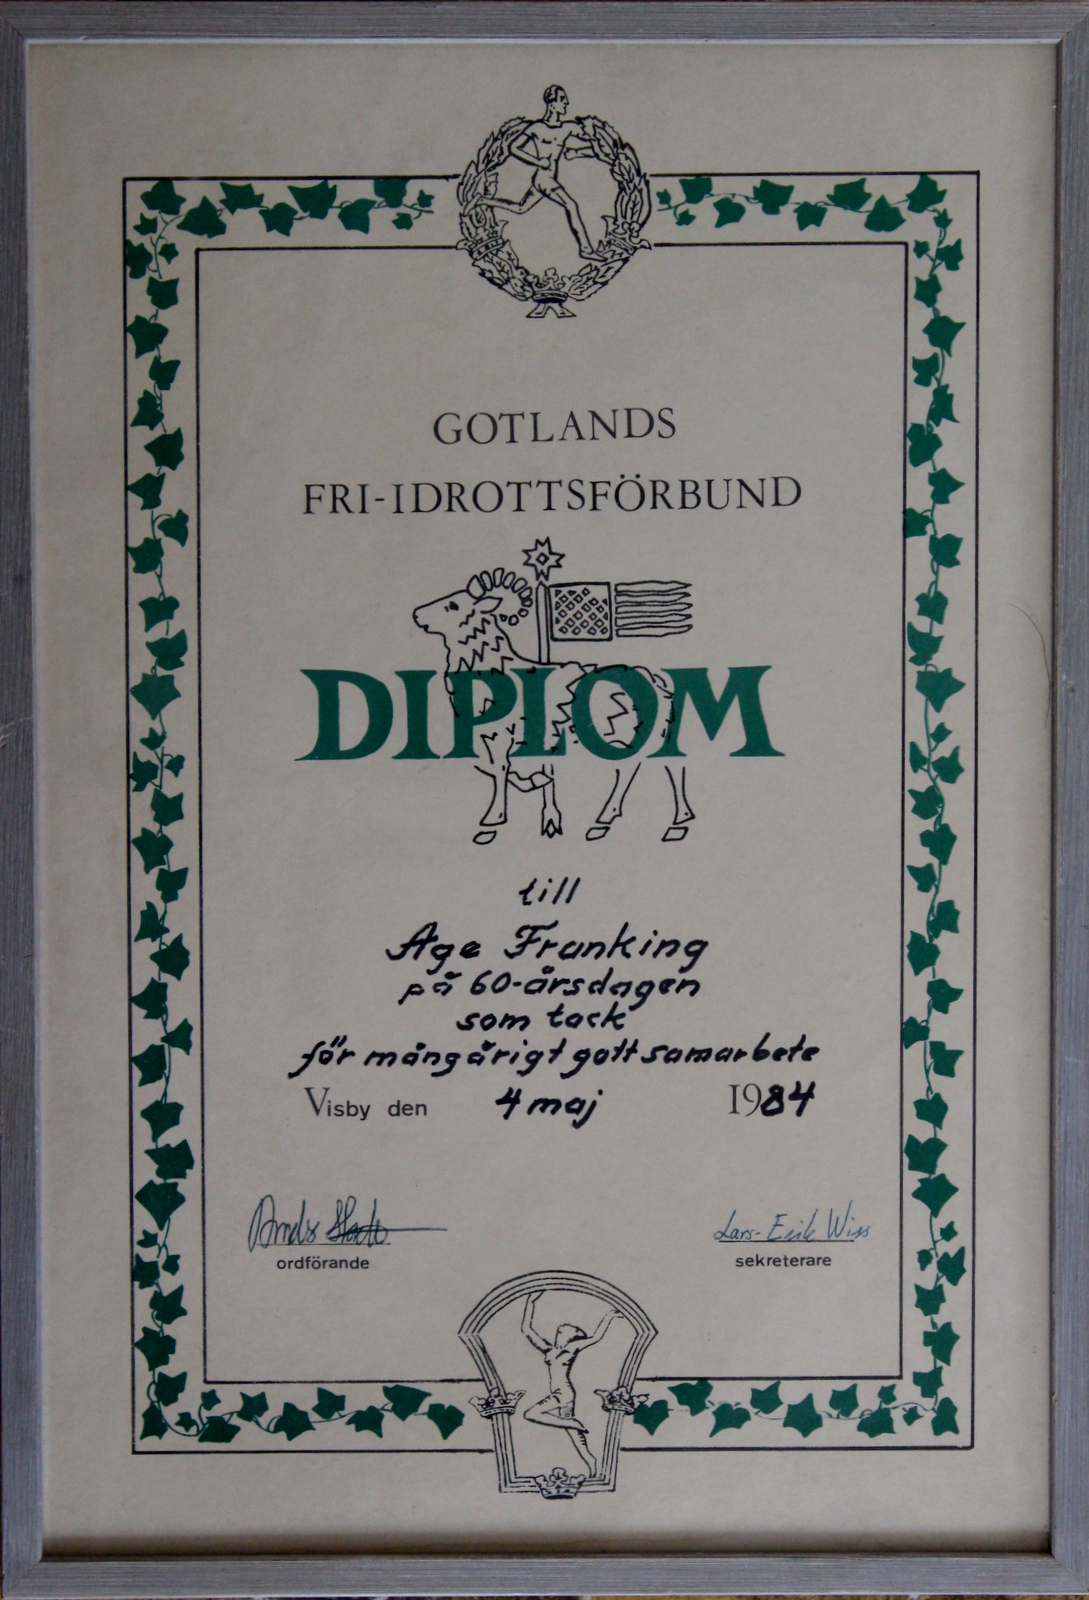 GOTLANDS
FRI-IDROTTSFÖRBUND
DIPLOM
till
Åge Franking
på 60-årsdagen
som tack
för mångårigt gott samarbete
Visby den 4 maj 1984
Lars-Erik Wiss
ordförande sekreterare